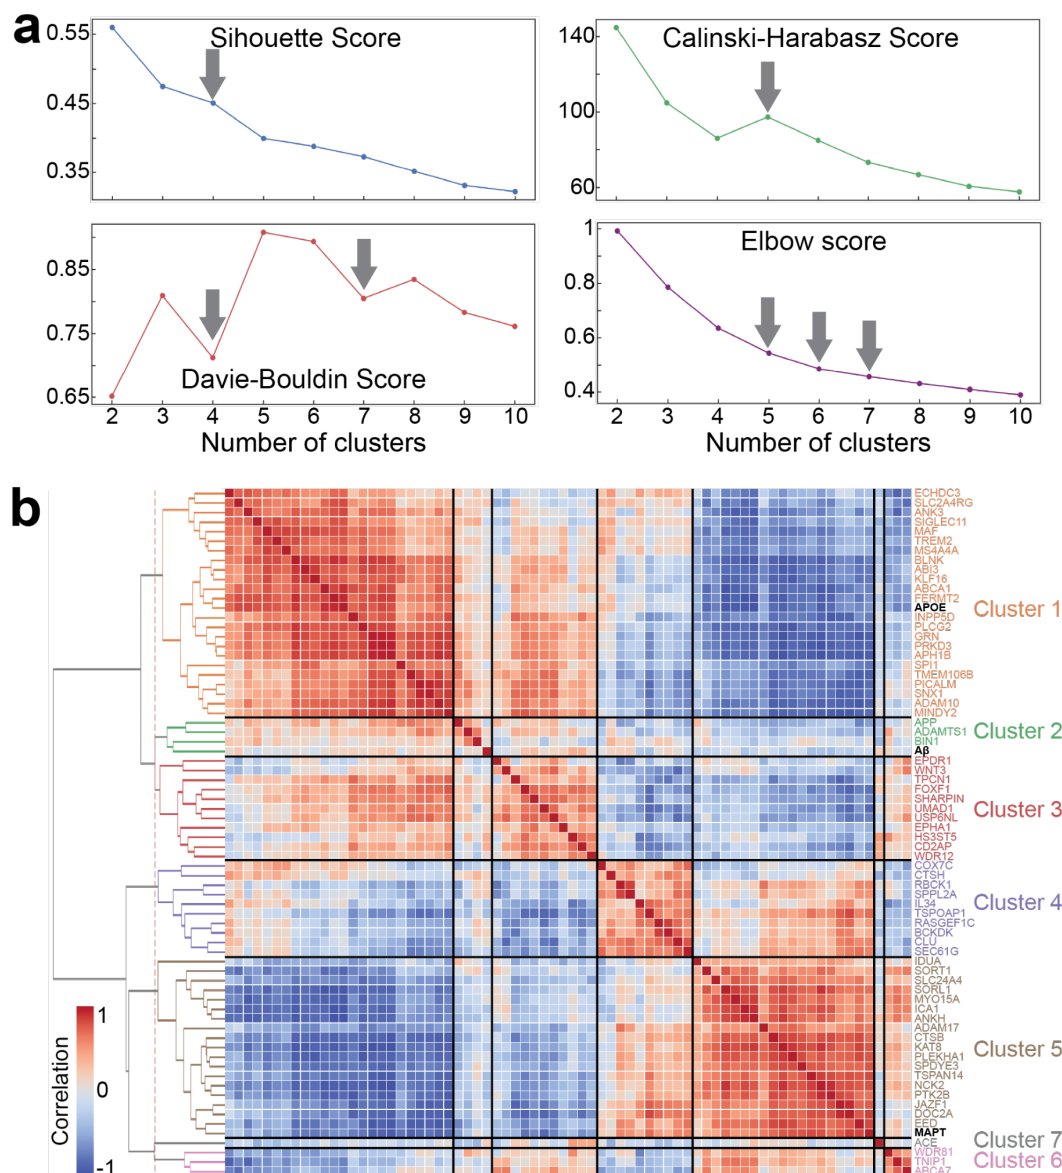 a
Sihouette Score
0.55
0.45
0.35
Calinski-Harabasz Score
140
100
60
Davie-Bouldin Score
0.85
0.75
0.65
2 3 4 5 6 7 8 9 10
Number of clusters
Elbow score
1
0.8
0.6
0.4
2 3 4 5 6 7 8 9 10
Number of clusters
b
ECHDC3
SLC2A4RG
ANK3
SIGLEC11
MAF
TREM2
MS4A4A
BLNK
ABI3
KLF16
ABCA1
FERMT2
APOE
INPP5D
PLCG2
GRN
PRKD3
APH1B
SPI1
TMEM106B
PICALM
SNX1
ADAM10
MINDY2
Cluster 1
APP
ADAMTS1
BIN1
Aβ
Cluster 2
EPDR1
WNT3
TPCN1
FOXF1
SHARPIN
UMAD1
USP6NL
EPHA1
HS3ST5
CD2AP
WDR12
Cluster 3
COX7C
CTSH
RBCK1
SPPL2A
IL34
TSPOAP1
RASGEF1C
BCKDK
CLU
SEC61G
Cluster 4
IDUA
SORT1
SLC24A4
SORL1
MYO15A
ICA1
ANKH
ADAM17
CTSB
KAT8
PLEKHA1
SPDYE3
TSPAN14
NCK2
PTK2B
JAZF1
DOC2A
EED
MAPT
Cluster 5
ACE
Cluster 7
WDR81
TNIP1
ABCA7
Cluster 6
Correlation
1
0
-1